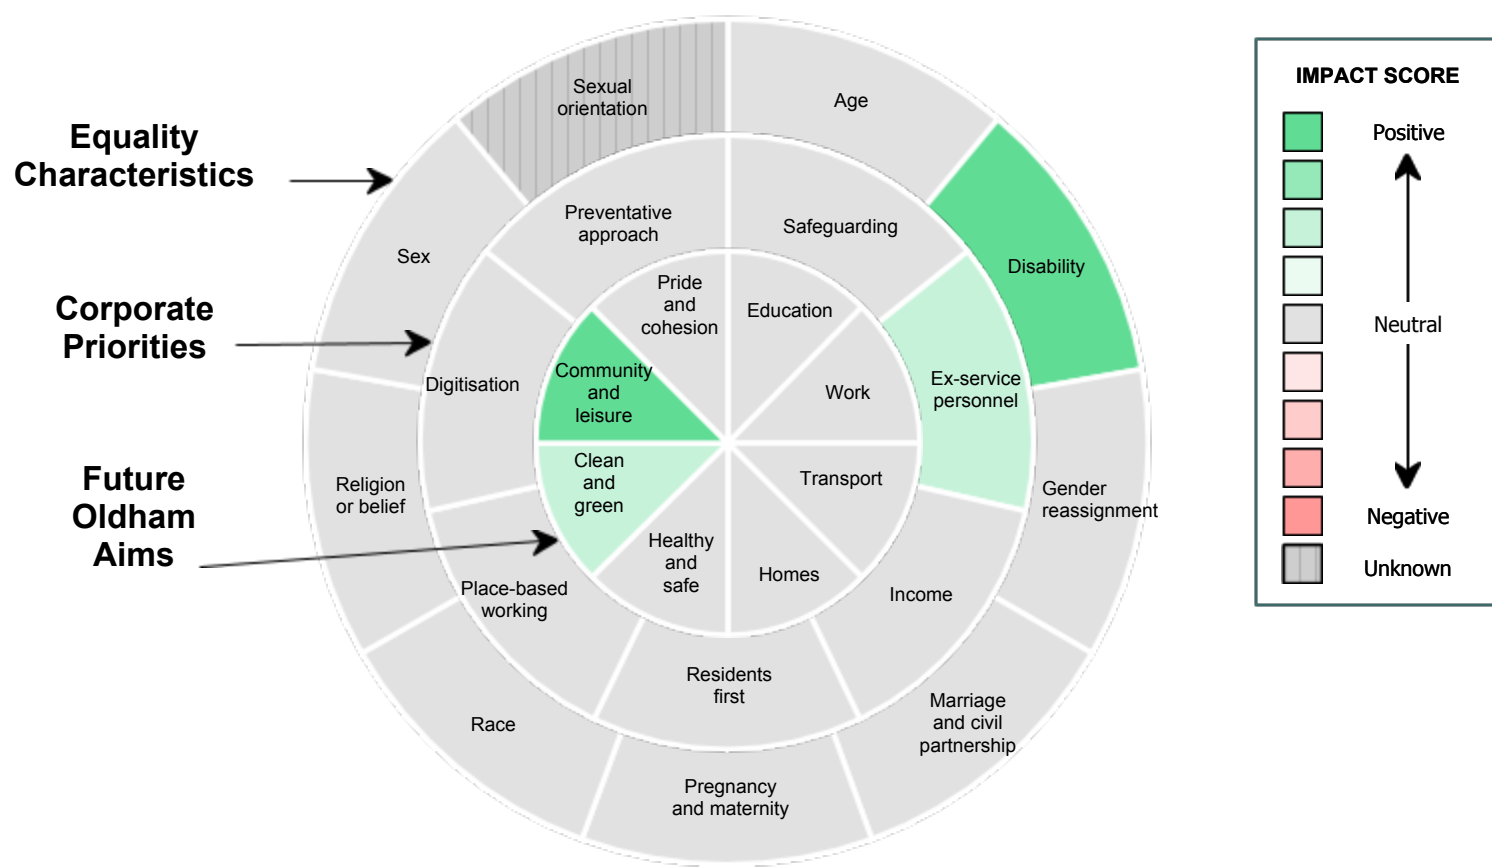 Equality
Characteristics
Corporate
Priorities
Future
Oldham
Aims
Sexual
orientation
Age
Disability
Gender
reassignment
Marriage
and civil
partnership
Pregnancy
and maternity
Race
Religion
or belief
Sex
Preventative
approach
Safeguarding
Ex-service
personnel
Income
Residents
first
Place-based
working
Digitisation
Pride
and
cohesion
Education
Work
Transport
Homes
Healthy
and
safe
Clean
and
green
Community
and
leisure
IMPACT SCORE
Positive
Neutral
Negative
Unknown